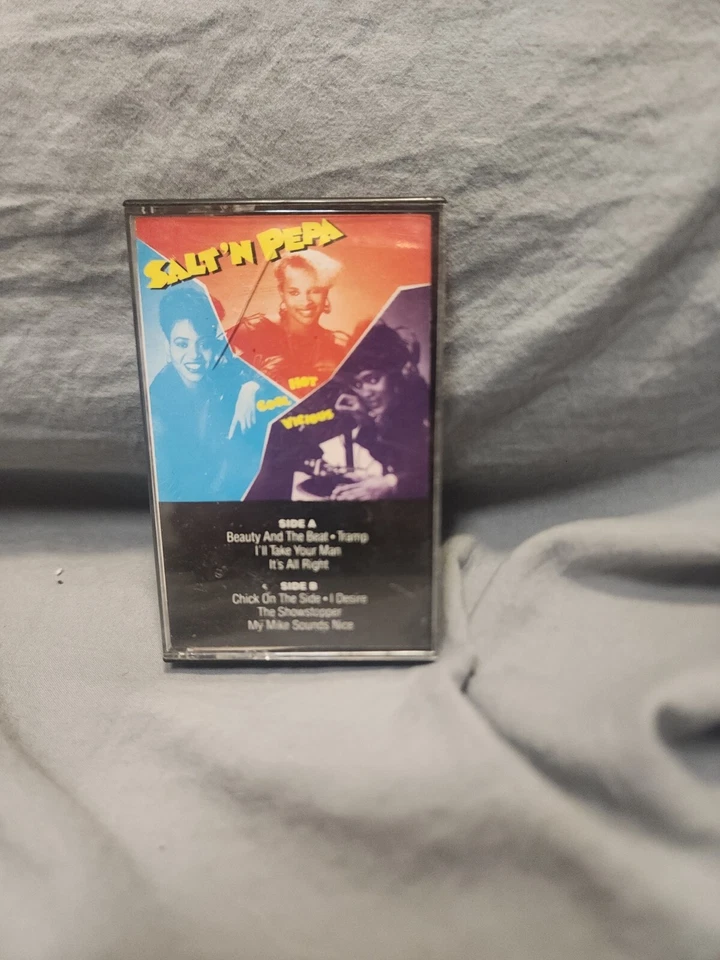 SALT 'N PEPA
HOT
COOL
VICIOUS
SIDE A
Beauty And The Beat • Tramp
I'll Take Your Man
It's All Right
SIDE B
Chick On The Side • I Desire
The Showstopper
My Mike Sounds Nice